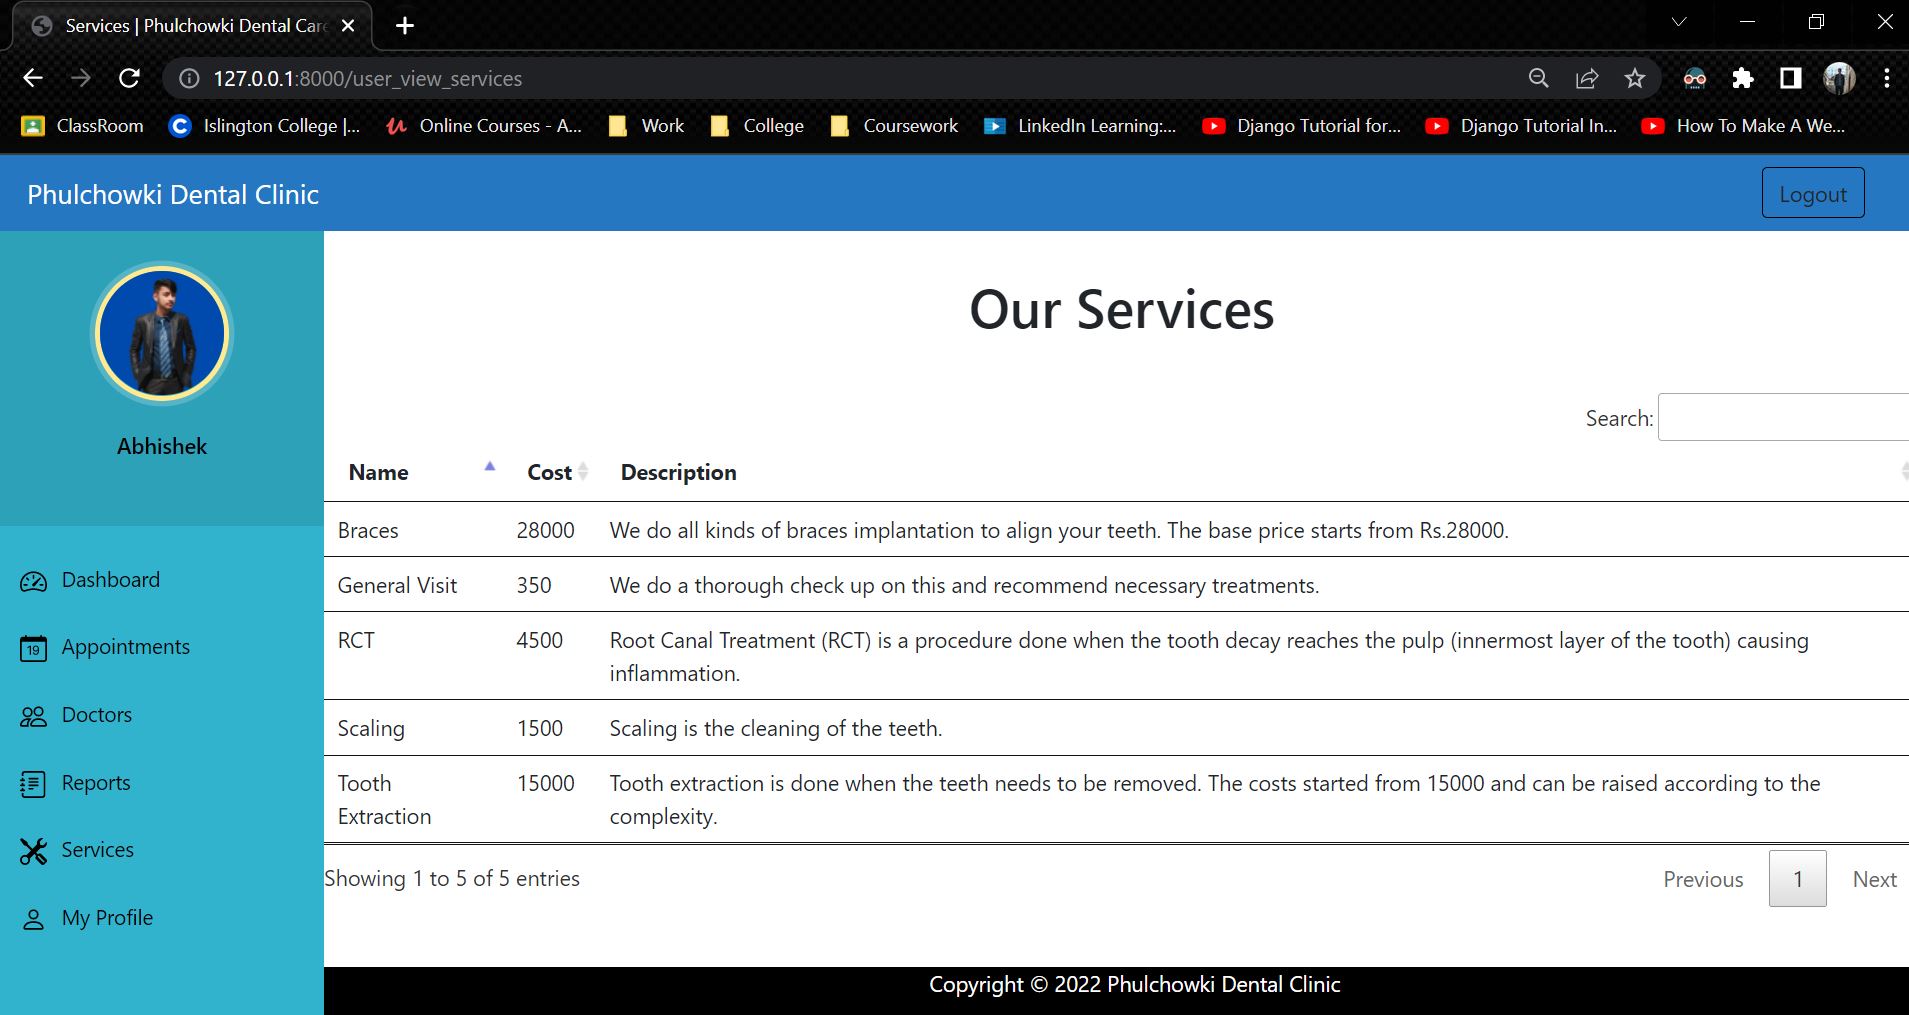 Services | Phulchowki Dental Care
127.0.0.1:8000/user_view_services
ClassRoom Islington College |... Online Courses - A... Work College Coursework LinkedIn Learning:... Django Tutorial for... Django Tutorial In... How To Make A We...
Phulchowki Dental Clinic Logout
Abhishek
Dashboard
19 Appointments
Doctors
Reports
Services
My Profile
Our Services
Search:
Name Cost Description
Braces 28000 We do all kinds of braces implantation to align your teeth. The base price starts from Rs.28000.
General Visit 350 We do a thorough check up on this and recommend necessary treatments.
RCT 4500 Root Canal Treatment (RCT) is a procedure done when the tooth decay reaches the pulp (innermost layer of the tooth) causing
inflammation.
Scaling 1500 Scaling is the cleaning of the teeth.
Tooth 15000 Tooth extraction is done when the teeth needs to be removed. The costs started from 15000 and can be raised according to the
Extraction complexity.
Showing 1 to 5 of 5 entries Previous 1 Next
Copyright © 2022 Phulchowki Dental Clinic